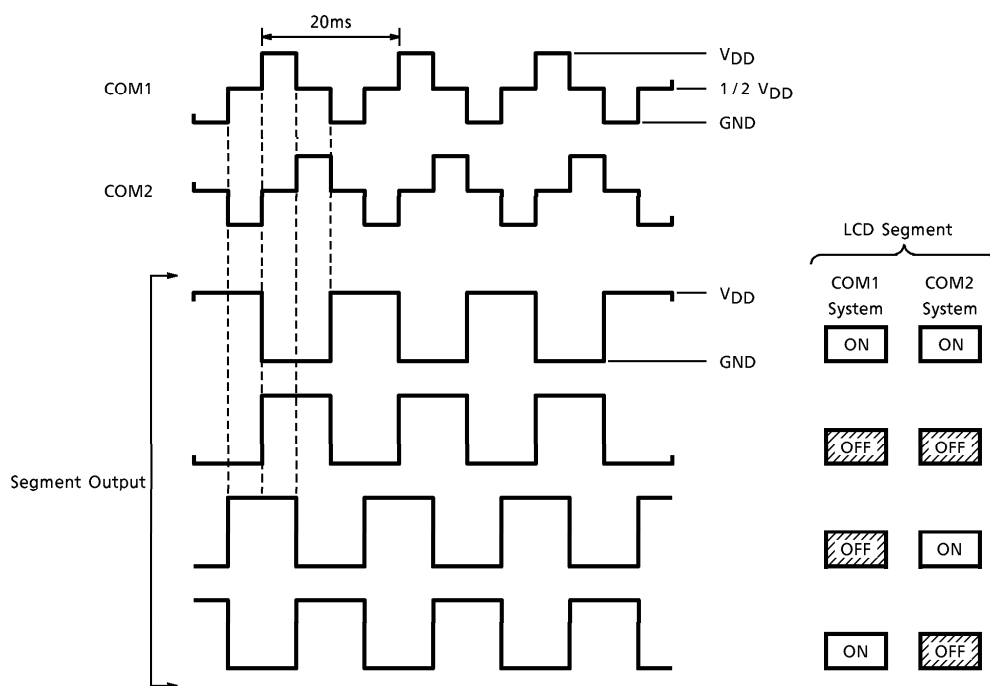 20ms
COM1
VDD
1 / 2 VDD
GND
COM2
LCD Segment
COM1 System
COM2 System
VDD
GND
ON ON
OFF OFF
Segment Output
OFF ON
ON OFF